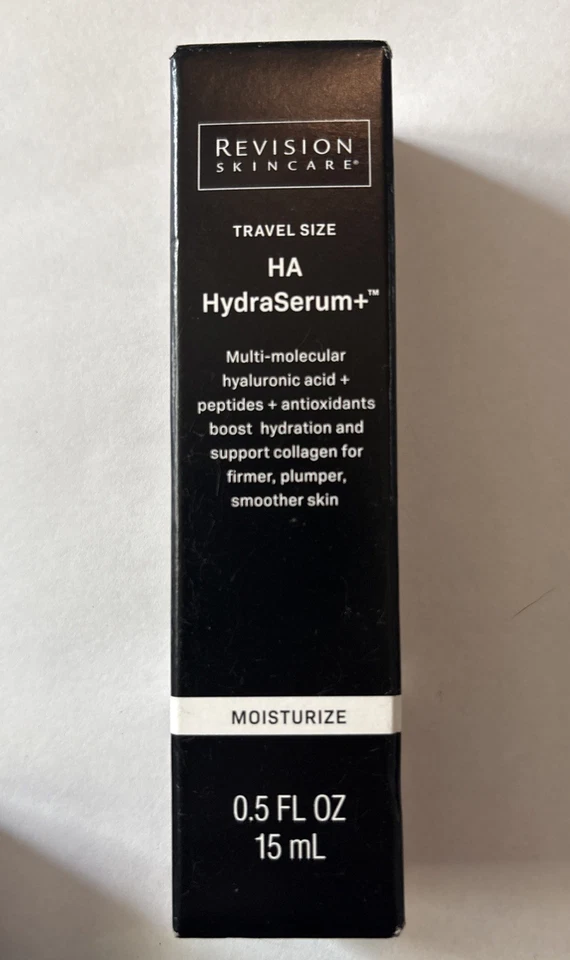 REVISION
SKINCARE®
TRAVEL SIZE
HA
HydraSerum+™
Multi-molecular
hyaluronic acid +
peptides + antioxidants
boost hydration and
support collagen for
firmer, plumper,
smoother skin
MOISTURIZE
0.5 FL OZ
15 mL